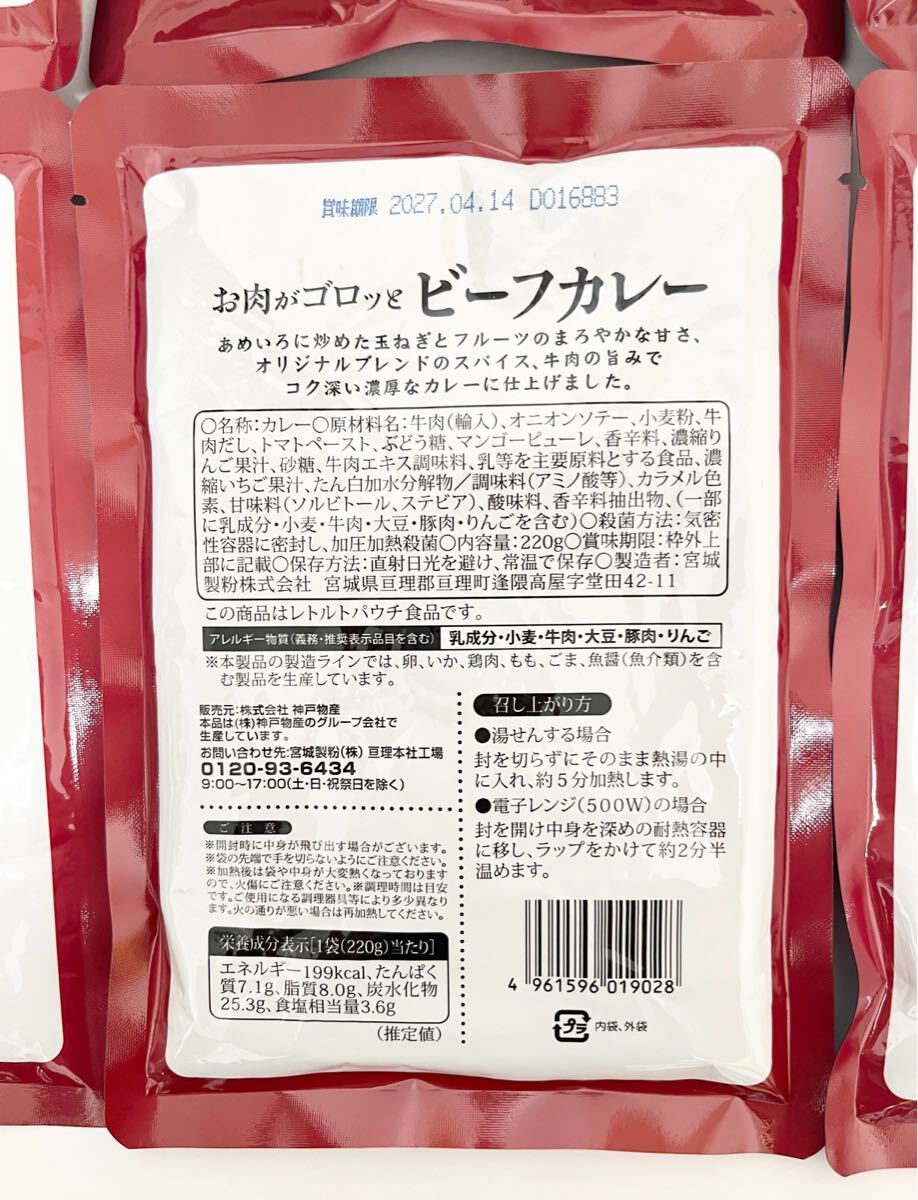 賞味期限 2027.04.14 D016883
お肉がゴロッと ビーフカレー
あめいろに炒めた玉ねぎとフルーツのまろやかな甘さ、
オリジナルブレンドのスパイス、牛肉の旨みで
コク深い濃厚なカレーに仕上げました。
〇名称:カレー〇原材料名:牛肉(輸入)、オニオンソテー、小麦粉、牛
肉だし、トマトペースト、ぶどう糖、マンゴーピューレ、香辛料、濃縮り
んご果汁、砂糖、牛肉エキス調味料、乳等を主要原料とする食品、濃
縮いちご果汁、たん白加水分解物/調味料(アミノ酸等)、カラメル色
素、甘味料(ソルビトール、ステビア)、酸味料、香辛料抽出物、(一部
に乳成分・小麦・牛肉・大豆・豚肉・りんごを含む)〇殺菌方法:気密
性容器に密封し、加圧加熱殺菌〇内容量:220g〇賞味期限:枠外上
部に記載〇保存方法:直射日光を避け、常温で保存〇製造者:宮城
製粉株式会社 宮城県亘理郡亘理町逢隈高屋字堂田42-11
この商品はレトルトパウチ食品です。
アレルギー物質(義務・推奨表示品目を含む) 乳成分・小麦・牛肉・大豆・豚肉・りんご
※本製品の製造ラインでは、卵、いか、鶏肉、もも、ごま、魚醤(魚介類)を含
む製品を生産しています。
販売元:株式会社 神戸物産
本品は(株)神戸物産のグループ会社で
生産しています。
お問い合わせ先:宮城製粉(株) 亘理本社工場
0120-93-6434
9:00~17:00(土・日・祝祭日を除く)
ご注意
※開封時に中身が飛び出す場合がございます。
※袋の先端で手を切らないようにご注意ください。
※加熱後は袋や中身が大変熱くなっております
ので、火傷にご注意ください。※調理時間は目安
です。ご使用になる調理器具等により多少異なり
ます。火の通りが悪い場合は再加熱してください。
栄養成分表示[1袋(220g)当たり]
エネルギー199kcal、たんぱく
質7.1g、脂質8.0g、炭水化物
25.3g、食塩相当量3.6g
(推定値)
召し上がり方
●湯せんする場合
封を切らずにそのまま熱湯の中
に入れ、約5分加熱します。
●電子レンジ(500W)の場合
封を開け中身を深めの耐熱容器
に移し、ラップをかけて約2分半
温めます。
4 961596 019028
プラ 内袋、外袋